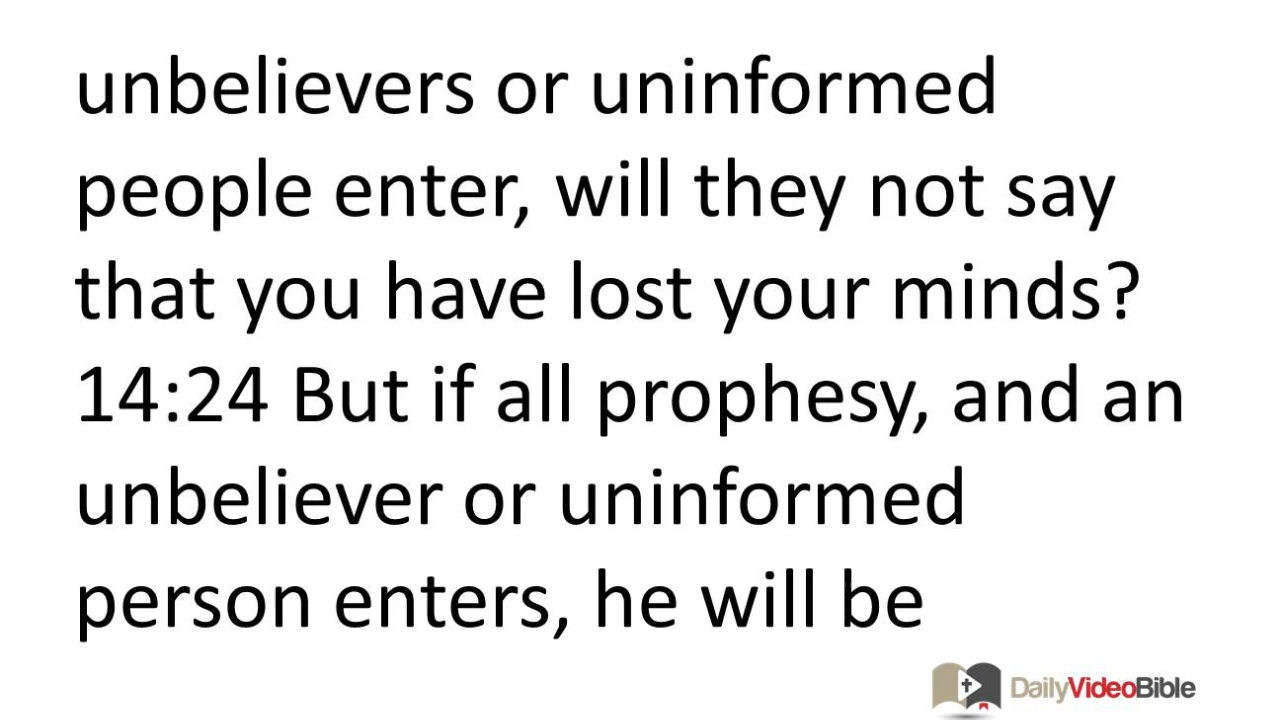 unbelievers or uninformed
people enter, will they not say
that you have lost your minds?
14:24 But if all prophesy, and an
unbeliever or uninformed
person enters, he will be
DailyVideoBible